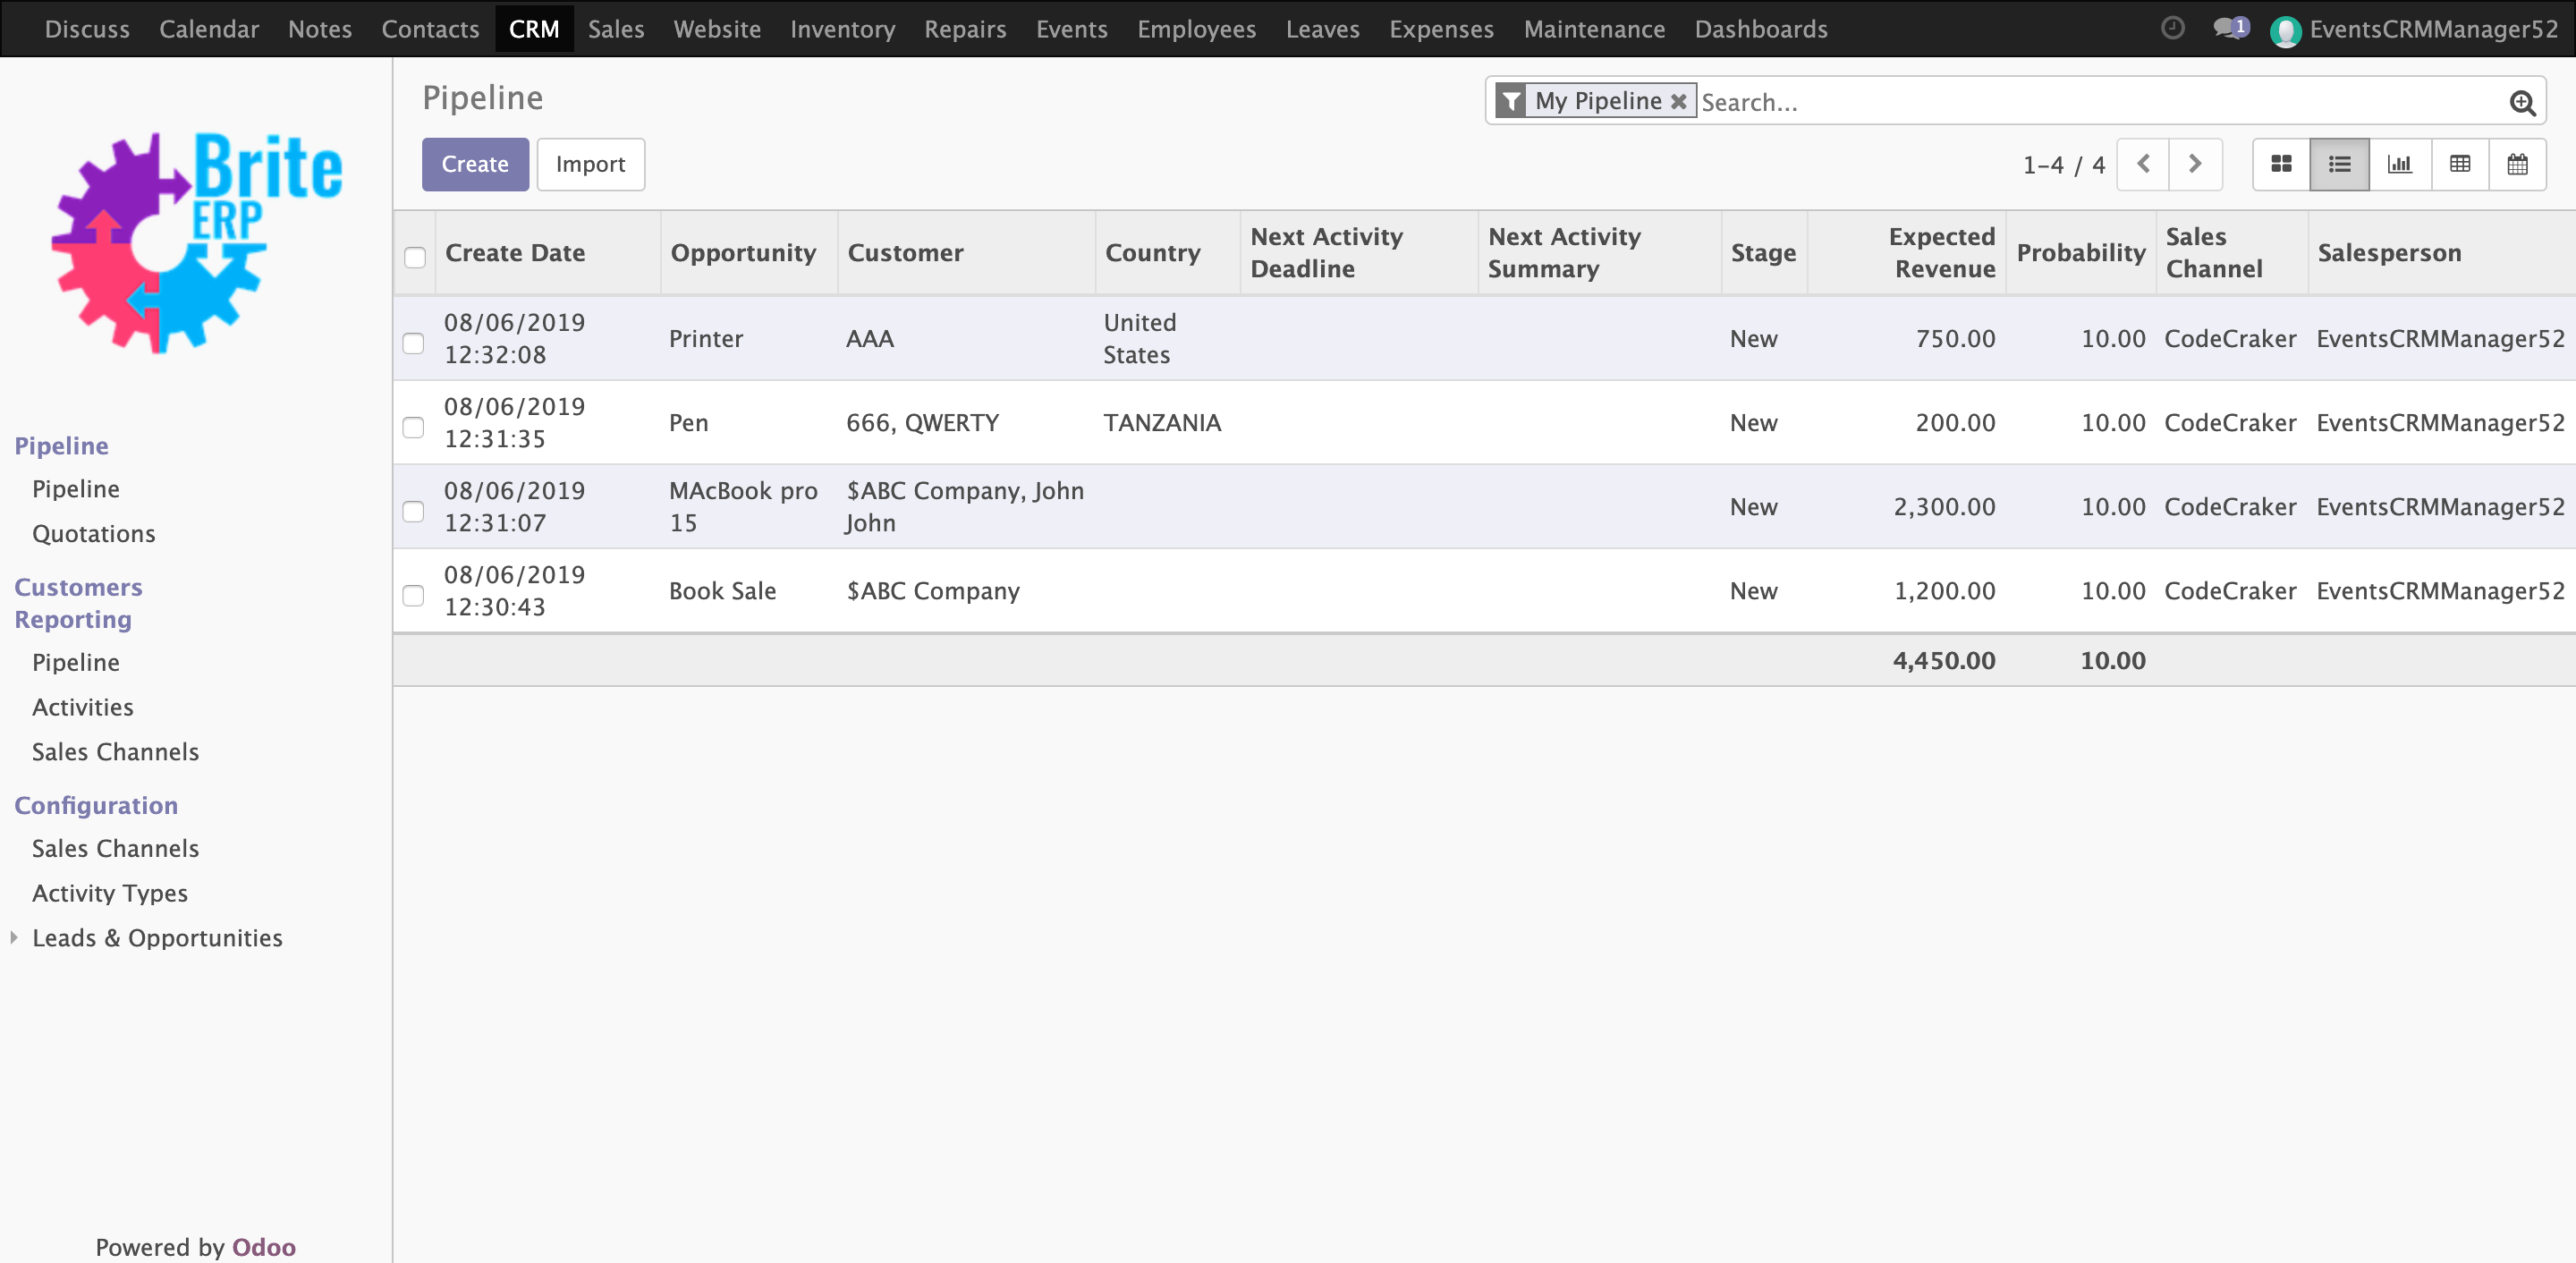 Discuss Calendar Notes Contacts CRM Sales Website Inventory Repairs Events Employees Leaves Expenses Maintenance Dashboards 1 EventsCRMManager52
Brite
ERP
Pipeline
Pipeline
Quotations
Customers
Reporting
Pipeline
Activities
Sales Channels
Configuration
Sales Channels
Activity Types
Leads & Opportunities
Powered by Odoo
Pipeline
My Pipeline Search...
Create Import
1-4 / 4
Create Date Opportunity Customer Country Next Activity Deadline Next Activity Summary Stage Expected Revenue Probability Sales Channel Salesperson
08/06/2019 12:32:08 Printer AAA United States New 750.00 10.00 CodeCraker EventsCRMManager52
08/06/2019 12:31:35 Pen 666, QWERTY TANZANIA New 200.00 10.00 CodeCraker EventsCRMManager52
08/06/2019 12:31:07 MAcBook pro 15 $ABC Company, John John New 2,300.00 10.00 CodeCraker EventsCRMManager52
08/06/2019 12:30:43 Book Sale $ABC Company New 1,200.00 10.00 CodeCraker EventsCRMManager52
4,450.00 10.00